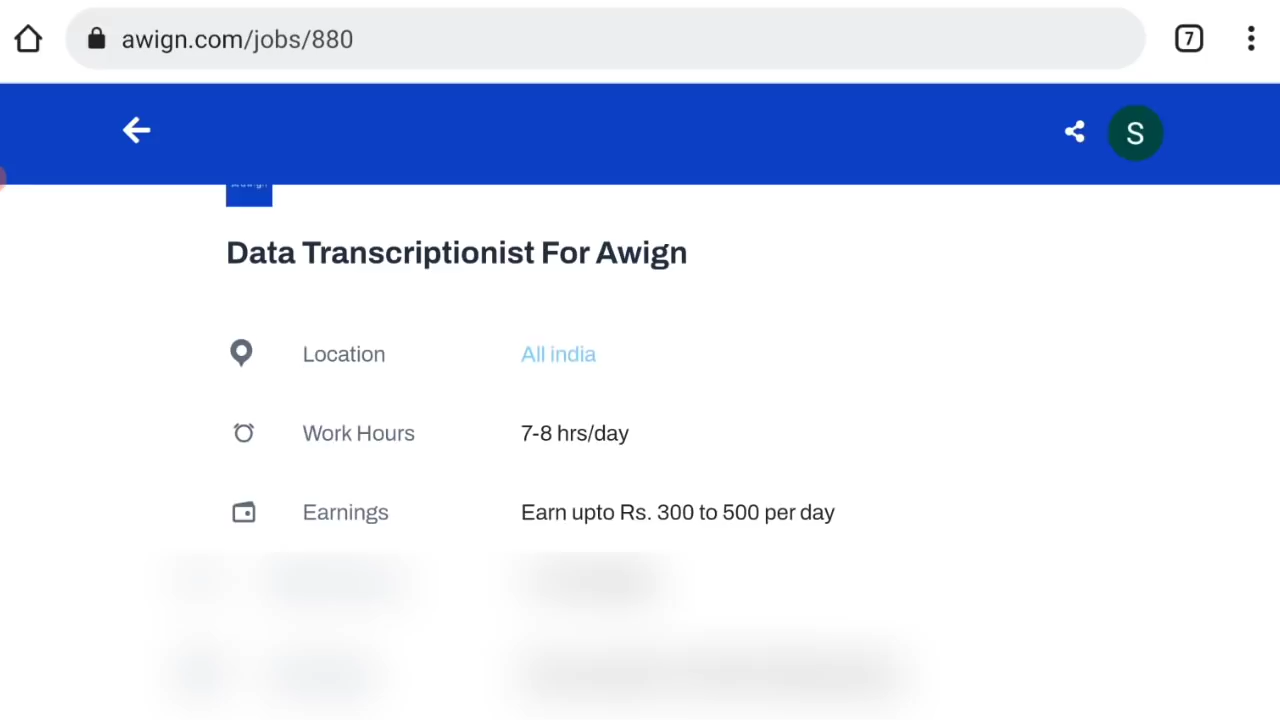 awign.com/jobs/880
7
S
Data Transcriptionist For Awign
Location All india
Work Hours 7-8 hrs/day
Earnings Earn upto Rs. 300 to 500 per day